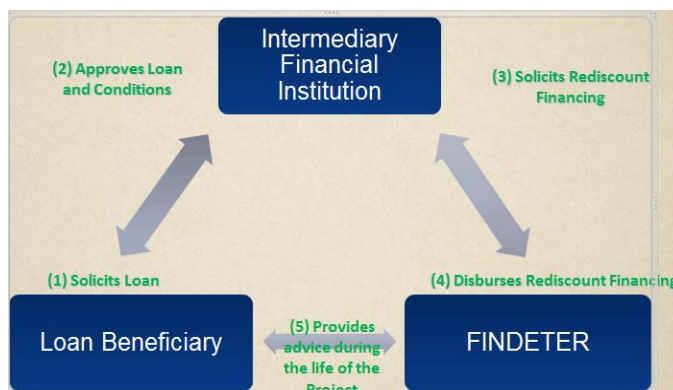 Intermediary
Financial
Institution
(2) Approves Loan
and Conditions
(3) Solicits Rediscount
Financing
(1) Solicits Loan
(4) Disburses Rediscount Financing
Loan Beneficiary
(5) Provides
advice during
the life of the
Project
FINDETER